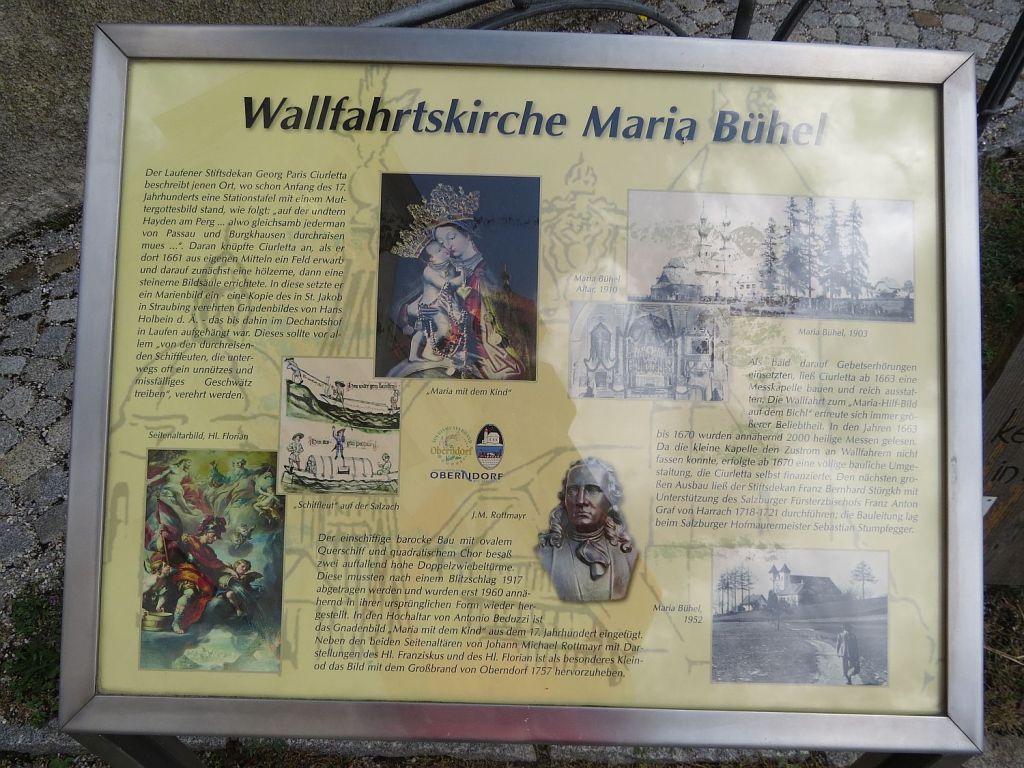 Wallfahrtskirche Maria Bühel
Der Laufener Stiftsdekan Georg Paris Ciurletta
beschreibt jenen Ort, wo schon Anfang des 17.
Jahrhunderts eine Stationstafel mit einem Mut-
tergottesbild stand, wie folgt: „auf der undtern
Hayden am Perg ... alwo gleichsamb jederman
von Passau und Burgkhausen durchraisen
mues ...“. Daran knüpfte Ciurletta an, als er
dort 1661 aus eigenen Mitteln ein Feld erwarb
und darauf zunächst eine hölzerne, dann eine
steinerne Bildsäule errichtete. In diese setzte er
ein Marienbild ein - eine Kopie des in St. Jakob
in Straubing verehrten Gnadenbildes von Hans
Holbein d. Ä. - das bis dahin im Dechantshof
in Laufen aufgehängt war. Dieses sollte vor al-
lem „von den durchreisen-
den Schiffleuten, die unter-
wegs oft ein unnützes und
missfälliges Geschwätz
treiben“, verehrt werden.
„Maria mit dem Kind“
Maria Bühel
Altar, 1910
Maria Bühel, 1903
Als bald darauf Gebetserhörungen
einsetzten, ließ Ciurletta ab 1663 eine
Messkapelle bauen und reich ausstat-
ten. Die Wallfahrt zum „Maria-Hilf-Bild
auf dem Bichl“ erfreute sich immer grö-
ßerer Beliebtheit. In den Jahren 1663
bis 1670 wurden annähernd 2000 heilige Messen gelesen.
Da die kleine Kapelle den Zustrom an Wallfahrern nicht
fassen konnte, erfolgte ab 1670 eine völlige bauliche Umge-
staltung, die Ciurletta selbst finanzierte. Den nächsten gro-
ßen Ausbau ließ der Stiftsdekan Franz Bernhard Stürgkh mit
Unterstützung des Salzburger Fürsterzbischofs Franz Anton
Graf von Harrach 1718-1721 durchführen; die Bauleitung lag
beim Salzburger Hofmaurermeister Sebastian Stumpfegger.
Seitenaltarbild, Hl. Florian
„Schiffleut“ auf der Salzach
Oberndorf
OBERNDORF
J.M. Rottmayr
Der einschiffige barocke Bau mit ovalem
Querschiff und quadratischem Chor besaß
zwei auffallend hohe Doppelzwiebeltürme.
Diese mussten nach einem Blitzschlag 1917
abgetragen werden und wurden erst 1960 annä-
hernd in ihrer ursprünglichen Form wieder her-
gestellt. In den Hochaltar von Antonio Beduzzi ist
das Gnadenbild „Maria mit dem Kind“ aus dem 17. Jahrhundert eingefügt.
Neben den beiden Seitenaltären von Johann Michael Rottmayr mit Dar-
stellungen des Hl. Franziskus und des Hl. Florian ist als besonderes Klein-
od das Bild mit dem Großbrand von Oberndorf 1757 hervorzuheben.
Maria Bühel,
1952